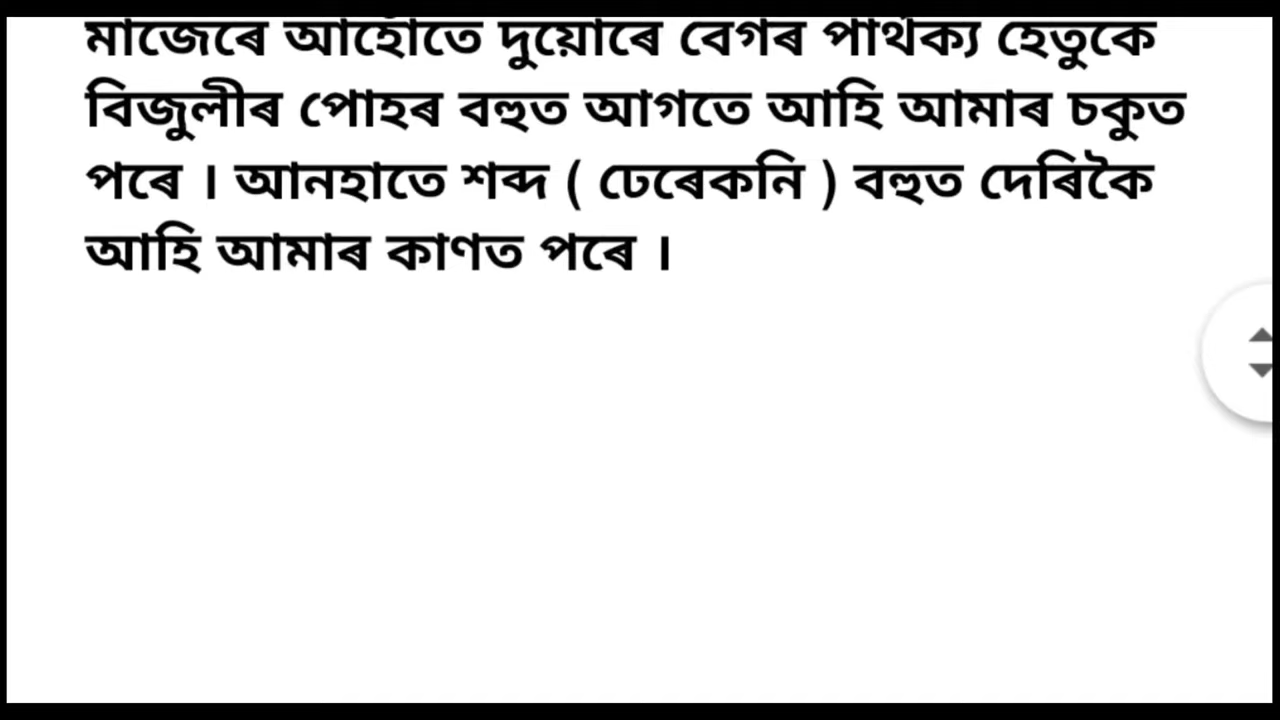 মাজেৰে আহোঁতে দুয়োৰে বেগৰ পাৰ্থক্য হেতুকে
বিজুলীৰ পোহৰ বহুত আগতে আহি আমাৰ চকুত
পৰে । আনহাতে শব্দ ( ঢেৰেকনি ) বহুত দেৰিকৈ
আহি আমাৰ কাণত পৰে ।